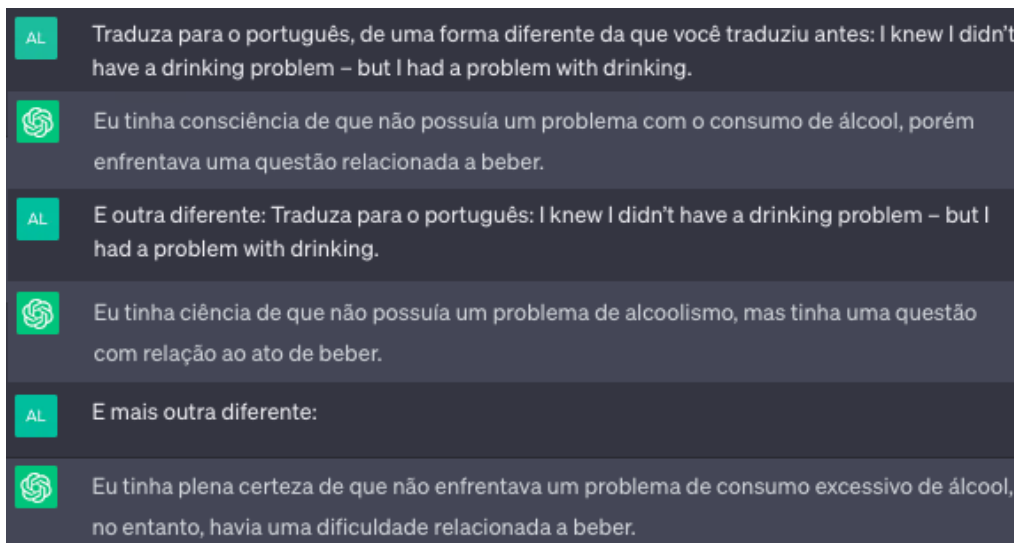 AL
Traduza para o português, de uma forma diferente da que você traduziu antes: I knew I didn't
have a drinking problem – but I had a problem with drinking.
Eu tinha consciência de que não possuía um problema com o consumo de álcool, porém
enfrentava uma questão relacionada a beber.
AL
E outra diferente: Traduza para o português: I knew I didn't have a drinking problem – but I
had a problem with drinking.
Eu tinha ciência de que não possuía um problema de alcoolismo, mas tinha uma questão
com relação ao ato de beber.
AL
E mais outra diferente:
Eu tinha plena certeza de que não enfrentava um problema de consumo excessivo de álcool,
no entanto, havia uma dificuldade relacionada a beber.